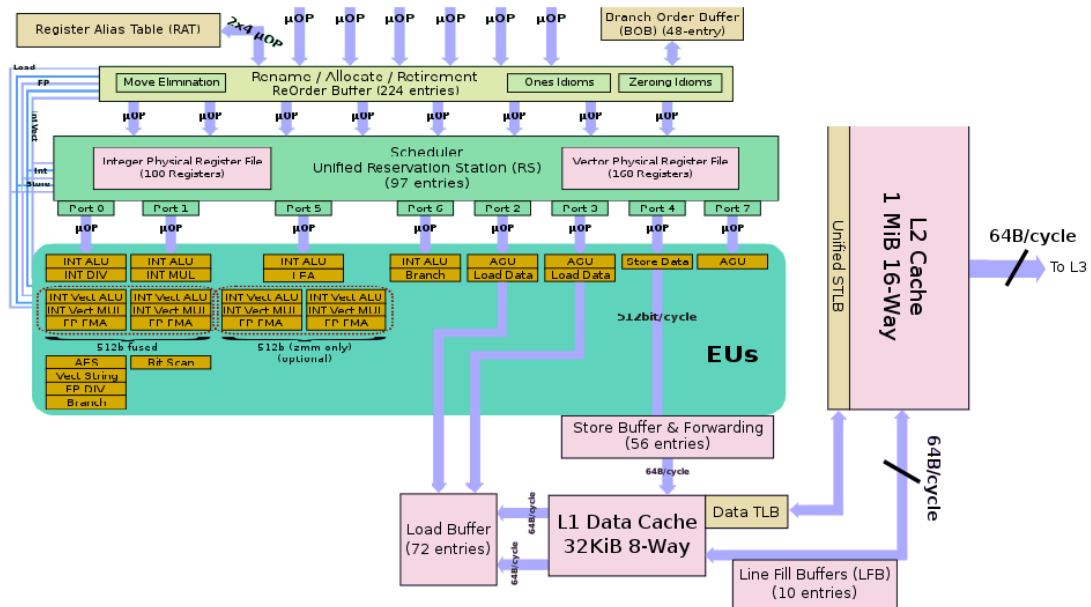 Register Alias Table (RAT)
2x4 μOP
μOP
μOP
μOP
μOP
μOP
μOP
Branch Order Buffer
(BOB) (48-entry)
Load
FP
Int Vect
Int
Store
Move Elimination
Rename / Allocate / Retirement
ReOrder Buffer (224 entries)
Ones Idioms
Zeroing Idioms
μOP
μOP
μOP
μOP
μOP
μOP
μOP
μOP
Integer Physical Register File
(180 Registers)
Scheduler
Unified Reservation Station (RS)
(97 entries)
Vector Physical Register File
(168 Registers)
Port 0
Port 1
Port 5
Port 6
Port 2
Port 3
Port 4
Port 7
μOP
μOP
μOP
μOP
μOP
μOP
μOP
μOP
INT ALU
INT DIV
INT ALU
INT MUL
INT ALU
LEA
INT ALU
Branch
AGU
Load Data
AGU
Load Data
Store Data
AGU
INT Vect ALU
INT Vect MUL
FP FMA
INT Vect ALU
INT Vect MUL
FP FMA
INT Vect ALU
INT Vect MUL
FP FMA
INT Vect ALU
INT Vect MUL
FP FMA
512b fused
512b (zmm only)
(optional)
AES
Vect String
FP DIV
Branch
Bit Scan
512bit/cycle
EUs
Store Buffer & Forwarding
(56 entries)
64B/cycle
Load Buffer
(72 entries)
64B/cycle
64B/cycle
L1 Data Cache
32KiB 8-Way
Data TLB
Line Fill Buffers (LFB)
(10 entries)
64B/cycle
Unified STLB
L2 Cache
1 MiB 16-Way
64B/cycle
To L3